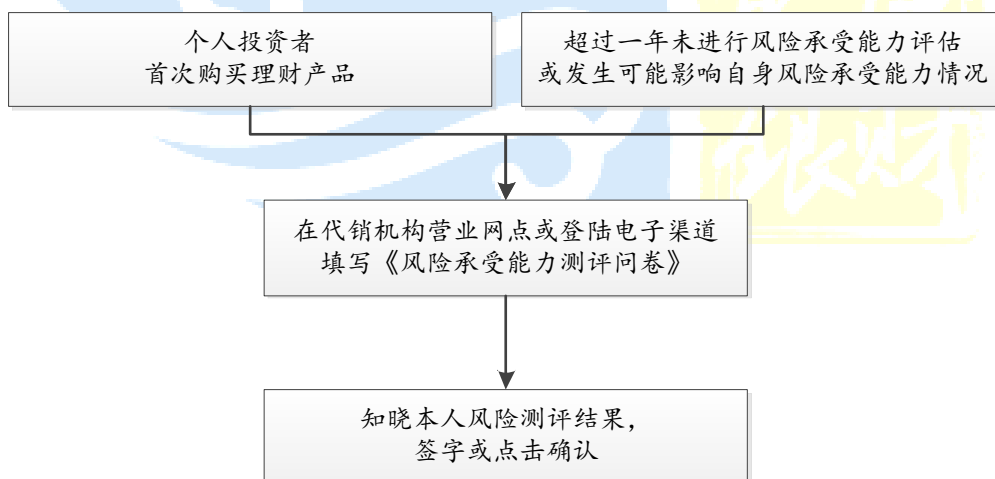 个人投资者
首次购买理财产品
超过一年未进行风险承受能力评估
或发生可能影响自身风险承受能力情况
在代销机构营业网点或登陆电子渠道
填写《风险承受能力测评问卷》
知晓本人风险测评结果，
签字或点击确认